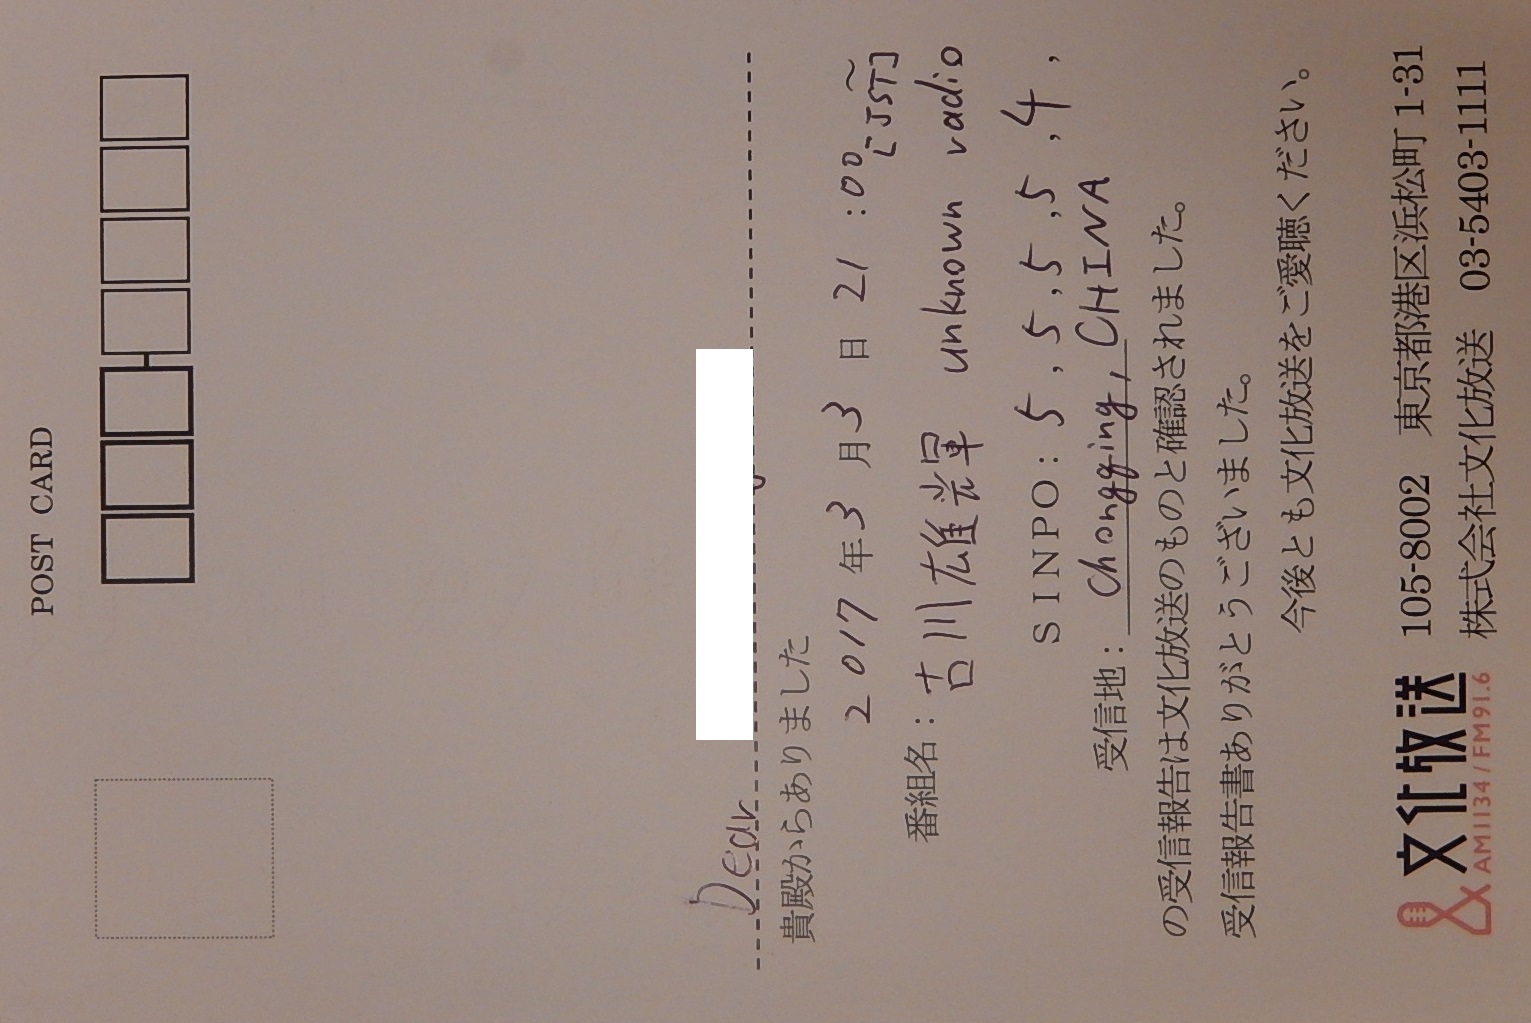 POST CARD
Dear
貴殿からありました
2017年3月3日 21:00〜
[JST]
番組名：古川雄輝 unknown radio
SINPO：5,5,5,5,4,
受信地：Chongqing, CHINA
の受信報告は文化放送のものと確認されました。
受信報告書ありがとうございました。
今後とも文化放送をご愛聴ください。
文化放送
AM1134/FM91.6
105-8002 東京都港区浜松町 1-31
株式会社文化放送 03-5403-1111